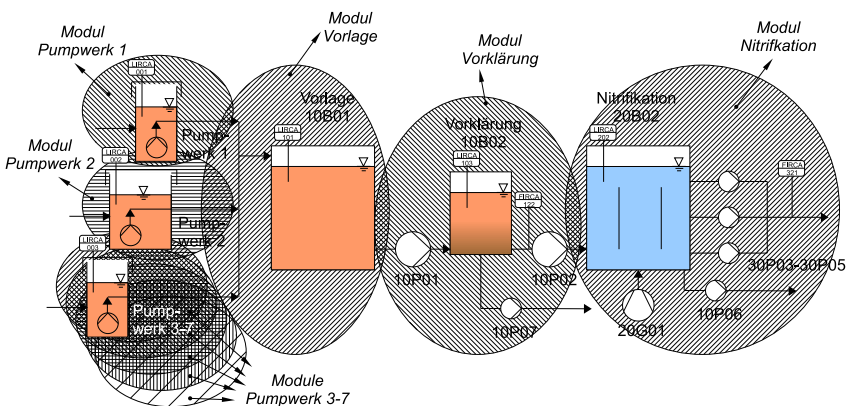 Modul
Pumpwerk 1
Modul
Vorlage
Modul
Vorklärung
Modul
Nitrifkation
LIRCA
001
Pump-
werk 1
Modul
Pumpwerk 2
LIRCA
002
Pump-
werk 2
LIRCA
003
Pump-
werk 3-7
Module
Pumpwerk 3-7
Vorlage
10B01
LIRCA
101
10P01
Vorklärung
10B02
LIRCA
103
FIRCA
122
10P02
10P07
Nitrifikation
20B02
LIRCA
202
FIRCA
321
30P03-30P05
10P06
20G01